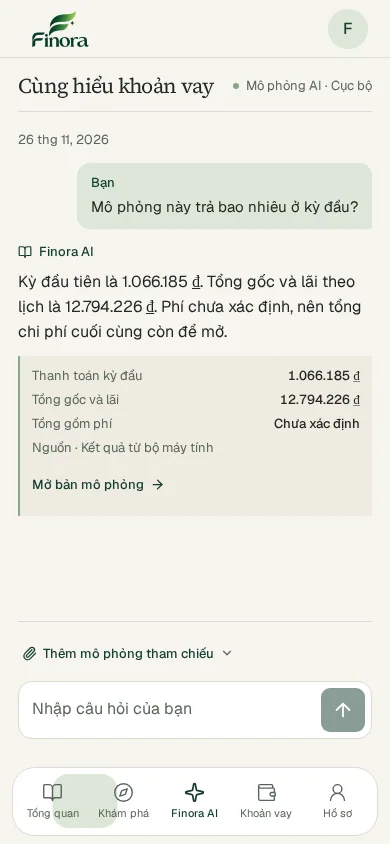 Finora
F
Cùng hiểu khoản vay
Mô phỏng AI · Cục bộ
26 thg 11, 2026
Bạn
Mô phỏng này trả bao nhiêu ở kỳ đầu?
Finora AI
Kỳ đầu tiên là 1.066.185 ₫. Tổng gốc và lãi theo
lịch là 12.794.226 ₫. Phí chưa xác định, nên tổng
chi phí cuối cùng còn để mở.
Thanh toán kỳ đầu 1.066.185 ₫
Tổng gốc và lãi 12.794.226 ₫
Tổng gồm phí Chưa xác định
Nguồn · Kết quả từ bộ máy tính
Mở bản mô phỏng →
Thêm mô phỏng tham chiếu
Nhập câu hỏi của bạn
Tổng quan Khám phá Finora AI Khoản vay Hồ sơ